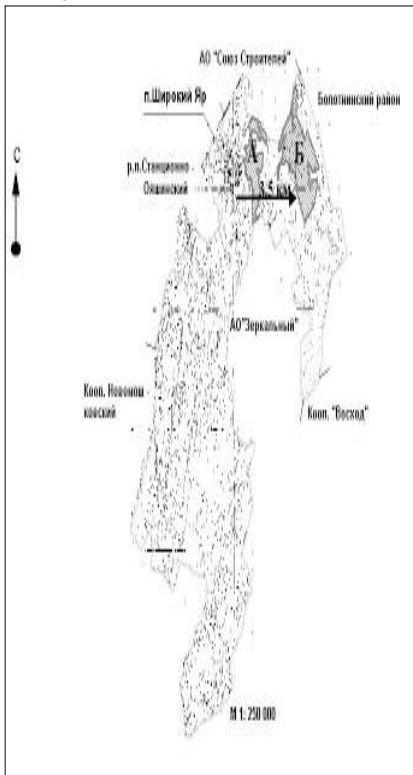 АО "Союз Строителей"
п.Широкий Яр
Болотнинский район
С
А
Б
р.п.Станционно
Ояшинский
3,5 км
АО"Зеркальный"
Кооп. Новомош
ковский
Кооп. "Восход"
М 1: 250 000